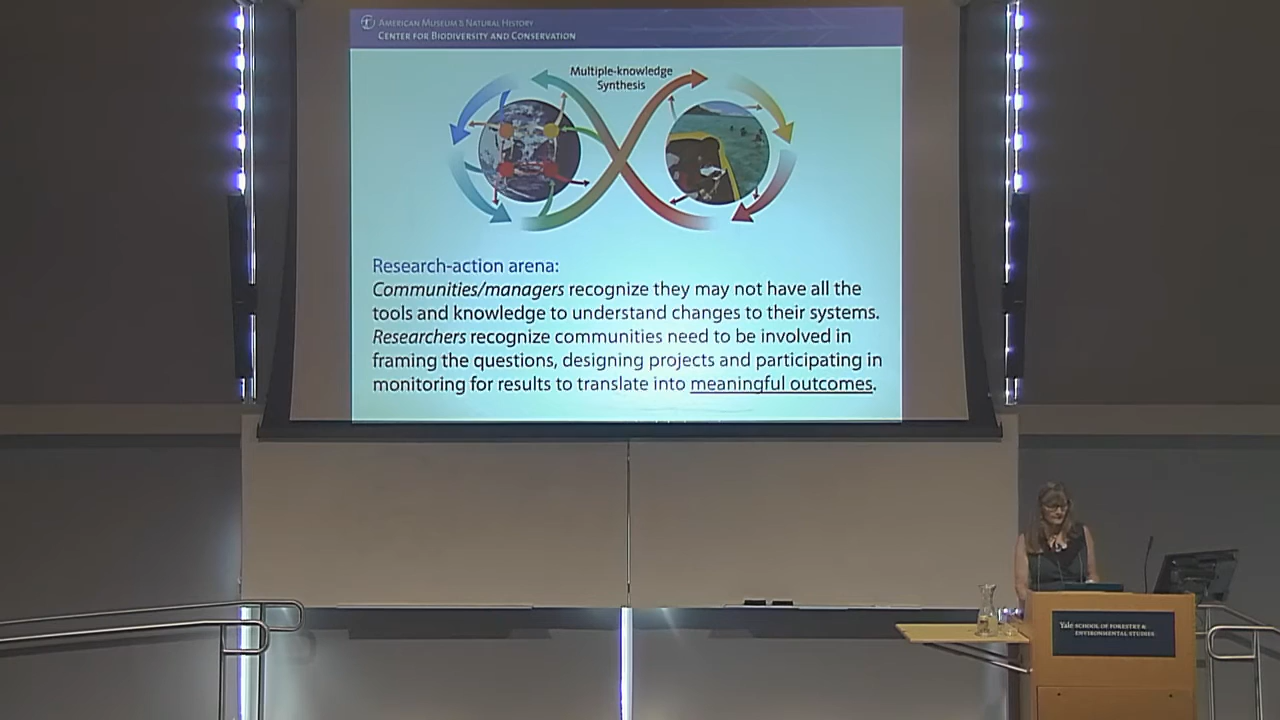 AMERICAN MUSEUM & NATURAL HISTORY
CENTER FOR BIODIVERSITY AND CONSERVATION
Multiple-knowledge
Synthesis
Research-action arena:
Communities/managers recognize they may not have all the
tools and knowledge to understand changes to their systems.
Researchers recognize communities need to be involved in
framing the questions, designing projects and participating in
monitoring for results to translate into meaningful outcomes.
Yale SCHOOL OF FORESTRY &
ENVIRONMENTAL STUDIES